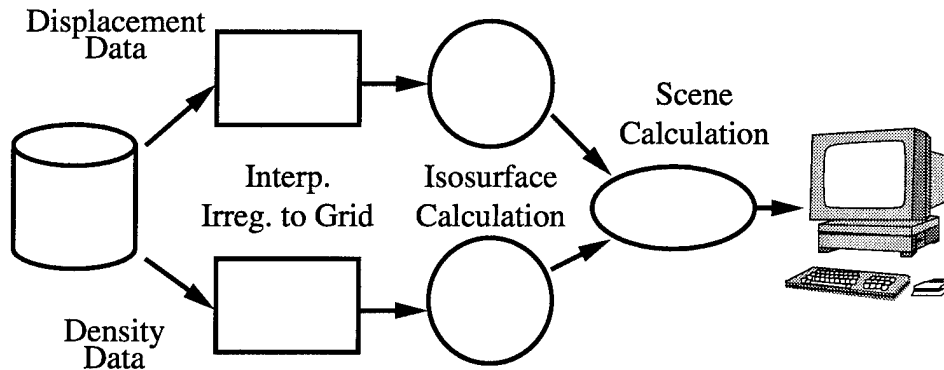 Displacement
Data
Scene
Calculation
Interp.
Irreg. to Grid
Isosurface
Calculation
Density
Data